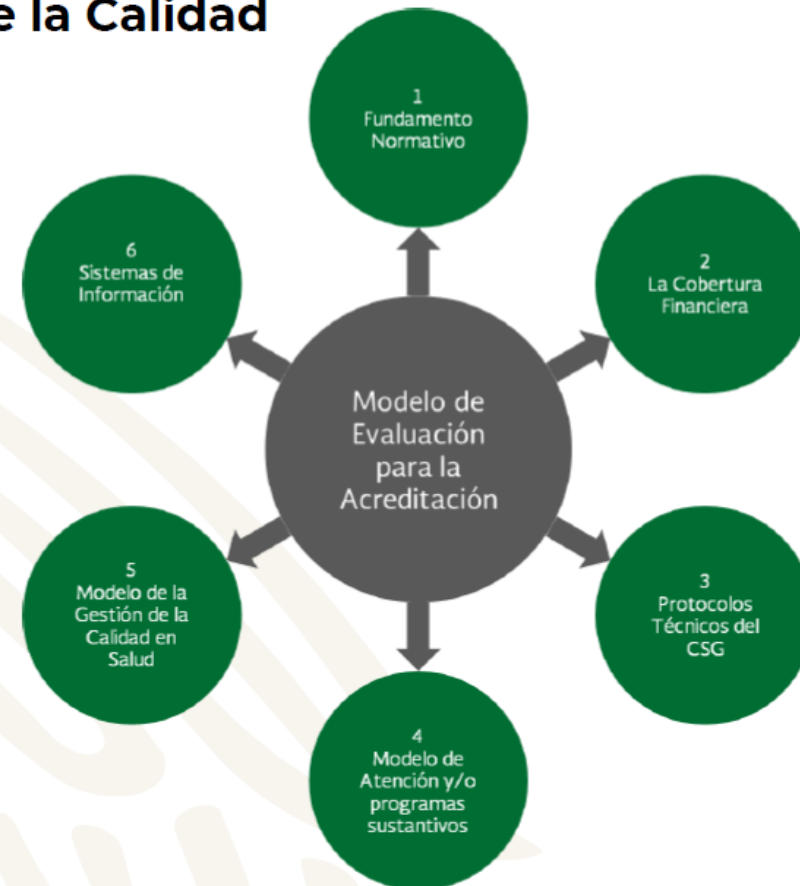 e la Calidad
1
Fundamento
Normativo
2
La Cobertura
Financiera
3
Protocolos
Técnicos del
CSG
4
Modelo de
Atención y/o
programas
sustantivos
5
Modelo de la
Gestión de la
Calidad en
Salud
6
Sistemas de
Información
Modelo de
Evaluación
para la
Acreditación